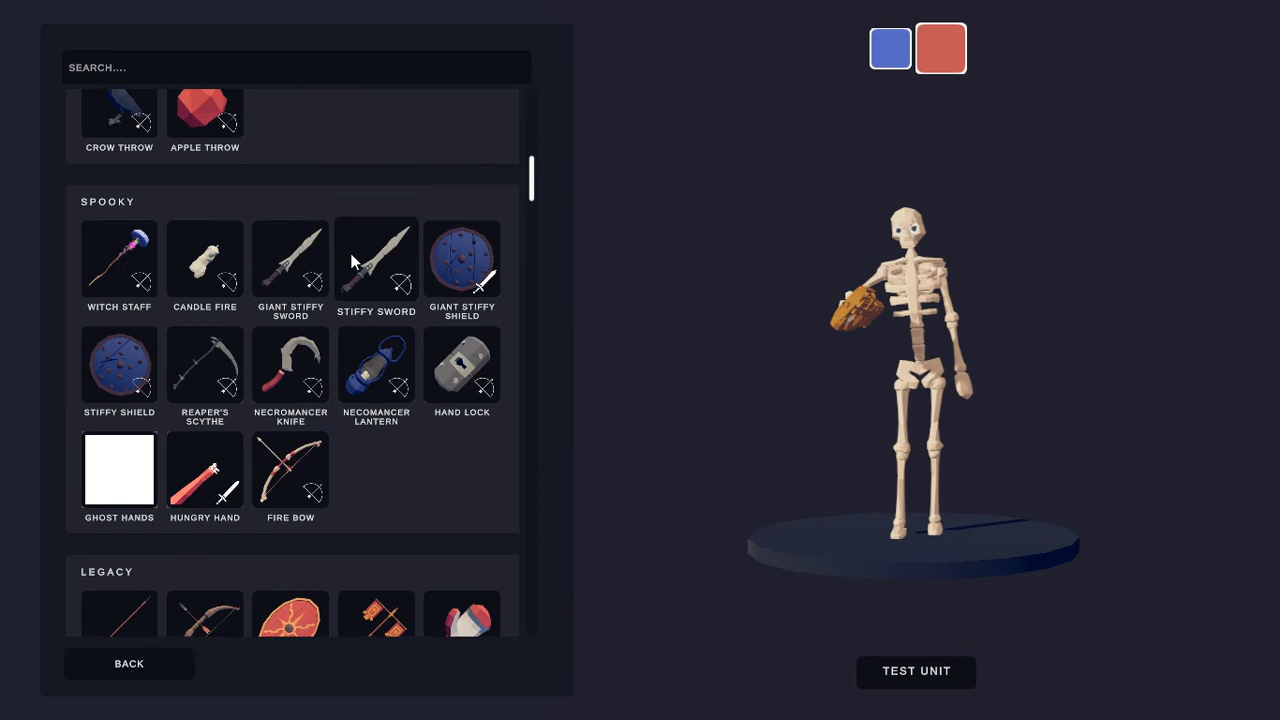 SEARCH....
CROW THROW
APPLE THROW
SPOOKY
WITCH STAFF
CANDLE FIRE
GIANT STIFFY
SWORD
STIFFY SWORD
GIANT STIFFY
SHIELD
STIFFY SHIELD
REAPER'S
SCYTHE
NECROMANCER
KNIFE
NECOMANCER
LANTERN
HAND LOCK
GHOST HANDS
HUNGRY HAND
FIRE BOW
LEGACY
BACK
TEST UNIT